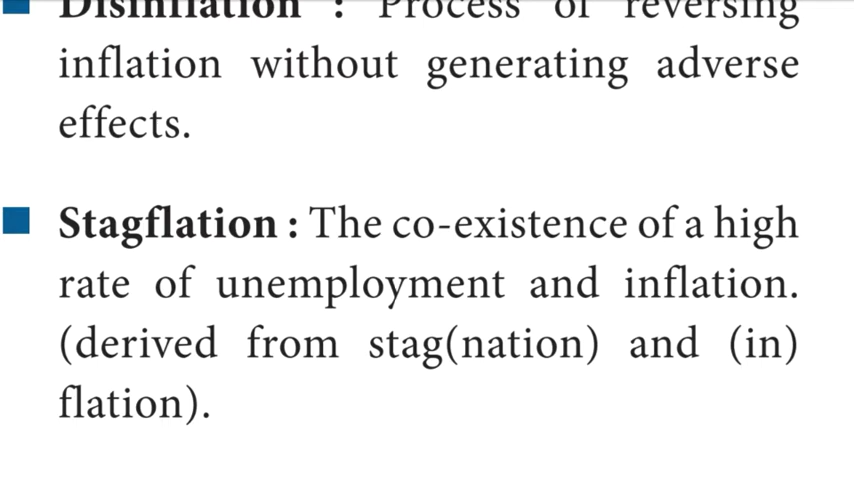 Disinflation : Process of reversing
inflation without generating adverse
effects.
Stagflation : The co-existence of a high
rate of unemployment and inflation.
(derived from stag(nation) and (in)
flation).